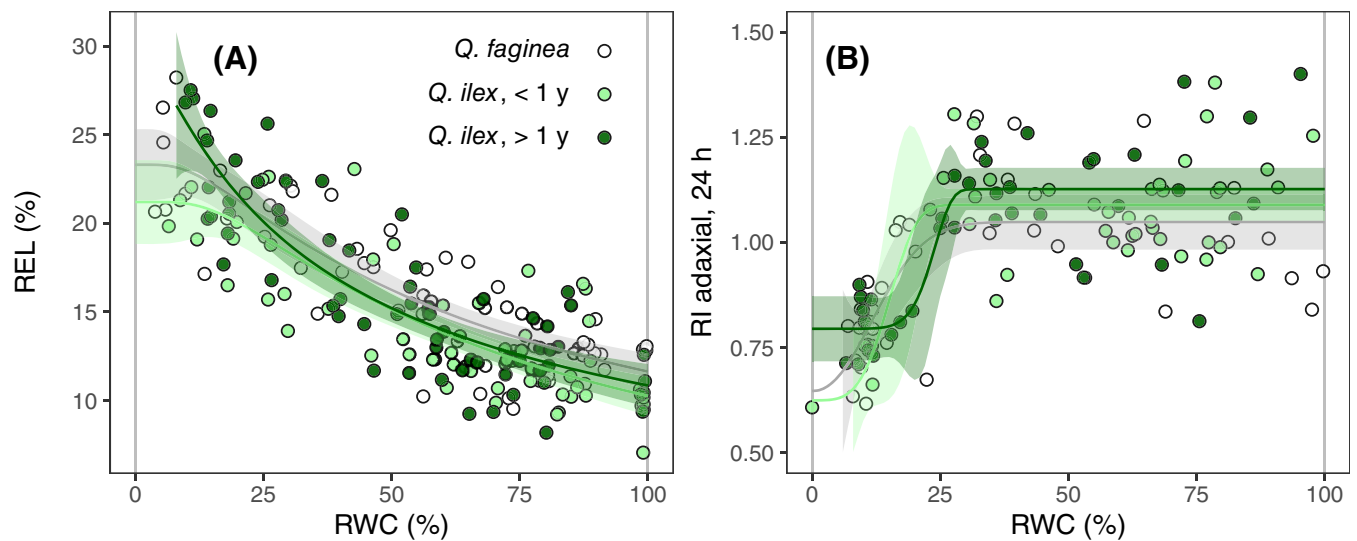 (A)
Q. faginea
Q. ilex, < 1 y
Q. ilex, > 1 y
REL (%)
30
25
20
15
10
0 25 50 75 100
RWC (%)
(B)
RI adaxial, 24 h
1.50
1.25
1.00
0.75
0.50
0 25 50 75 100
RWC (%)